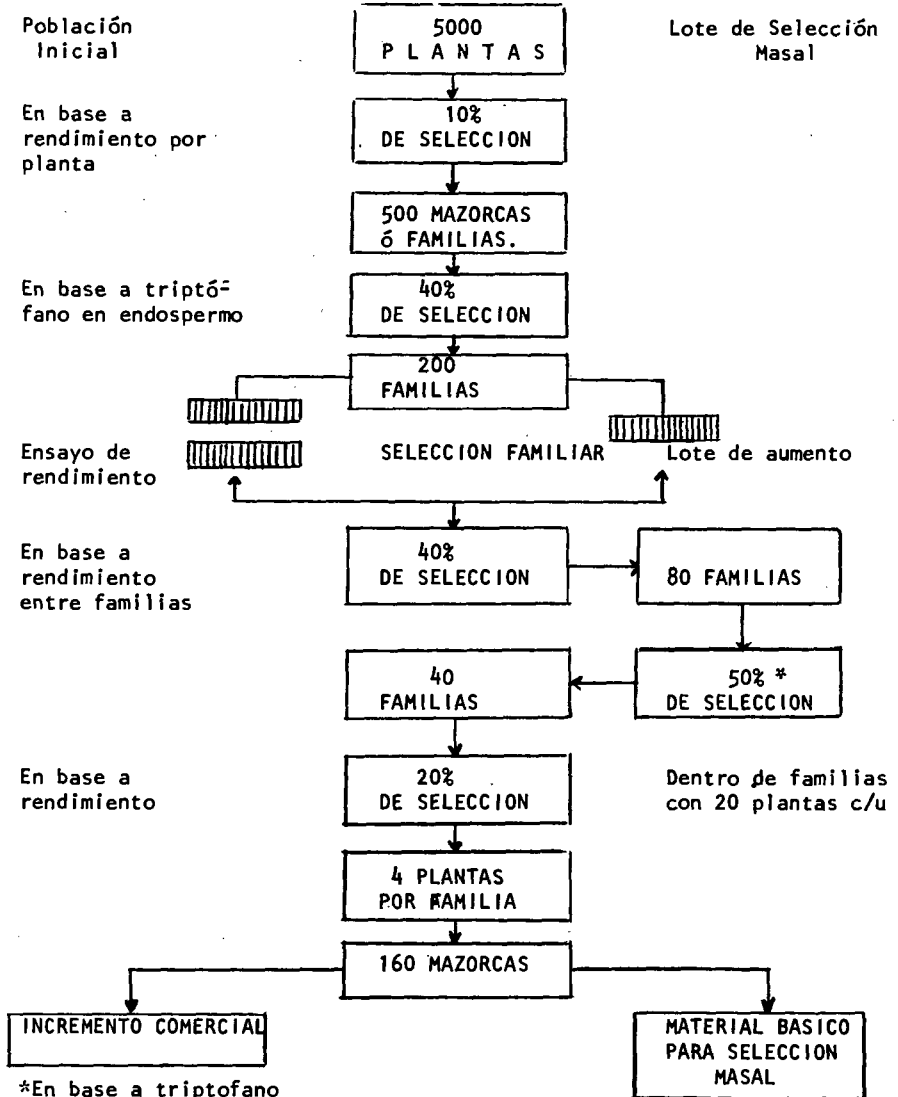 Población
Inicial
5000
P L A N T A S
Lote de Selección
Masal
En base a
rendimiento por
planta
10%
DE SELECCION
500 MAZORCAS
ó FAMILIAS.
En base a triptó-
fano en endospermo
40%
DE SELECCION
200
FAMILIAS
Ensayo de
rendimiento
SELECCION FAMILIAR
Lote de aumento
En base a
rendimiento
entre familias
40%
DE SELECCION
80 FAMILIAS
40
FAMILIAS
50% *
DE SELECCION
En base a
rendimiento
20%
DE SELECCION
Dentro de familias
con 20 plantas c/u
4 PLANTAS
POR FAMILIA
160 MAZORCAS
INCREMENTO COMERCIAL
MATERIAL BASICO
PARA SELECCION
MASAL
*En base a triptofano